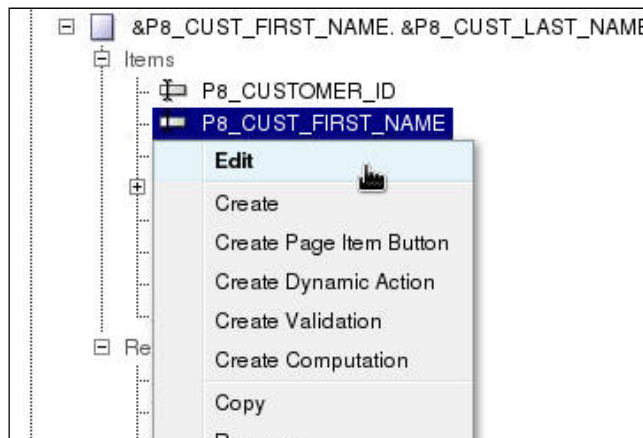 &P8_CUST_FIRST_NAME. &P8_CUST_LAST_NAME
Items
P8_CUSTOMER_ID
P8_CUST_FIRST_NAME
Edit
Create
Create Page Item Button
Create Dynamic Action
Create Validation
Re
Create Computation
Copy